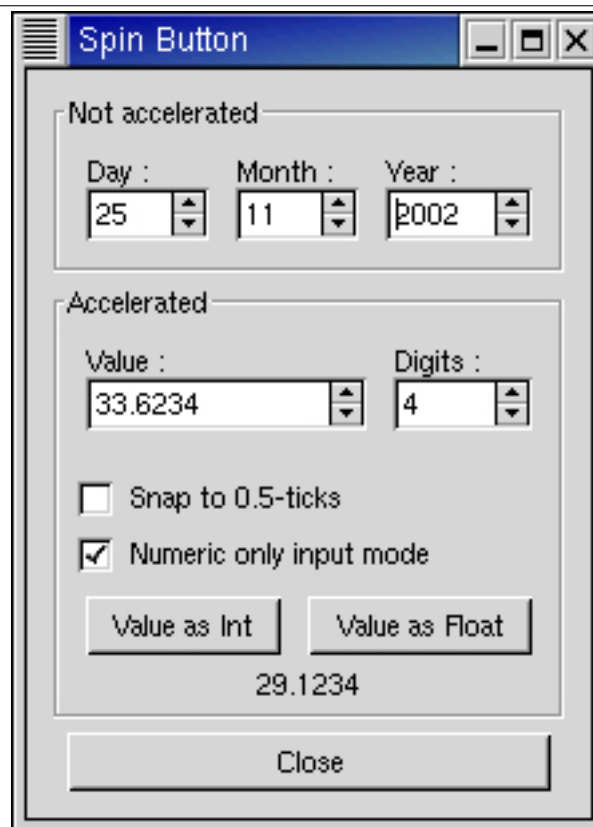 Spin Button
Not accelerated
Day : Month : Year :
25 11 2002
Accelerated
Value : Digits :
33.6234 4
Snap to 0.5-ticks
Numeric only input mode
Value as Int Value as Float
29.1234
Close